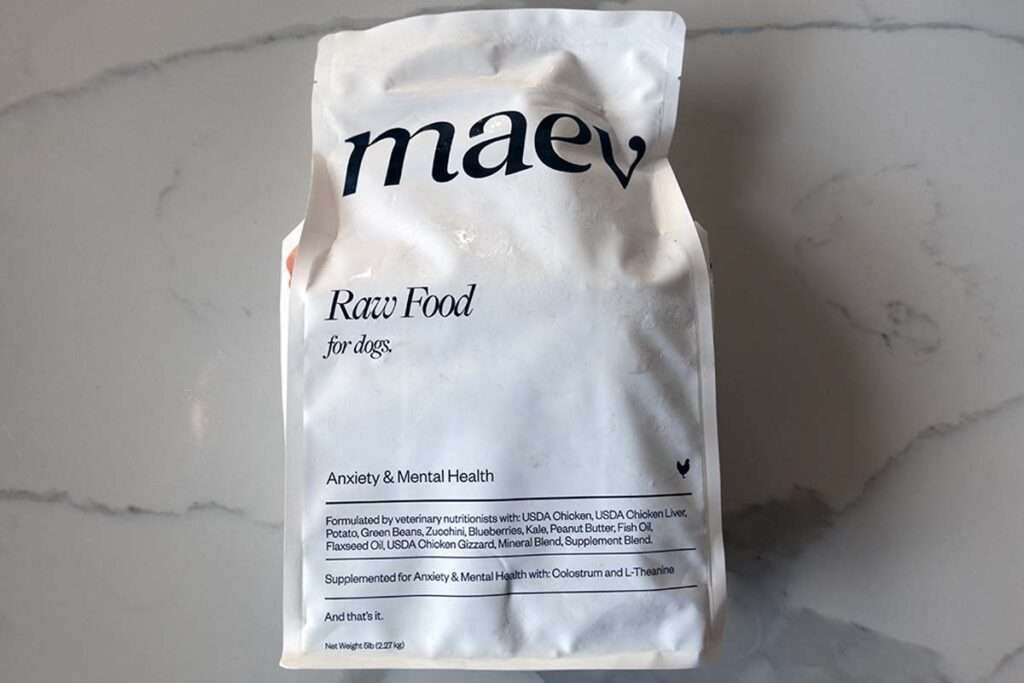 maev
Raw Food
for dogs.
Anxiety & Mental Health
Formulated by veterinary nutritionists with: USDA Chicken, USDA Chicken Liver,
Potato, Green Beans, Zucchini, Blueberries, Kale, Peanut Butter, Fish Oil,
Flaxseed Oil, USDA Chicken Gizzard, Mineral Blend, Supplement Blend.
Supplemented for Anxiety & Mental Health with: Colostrum and L-Theanine
And that's it.
Net Weight 5lb (2.27 kg)